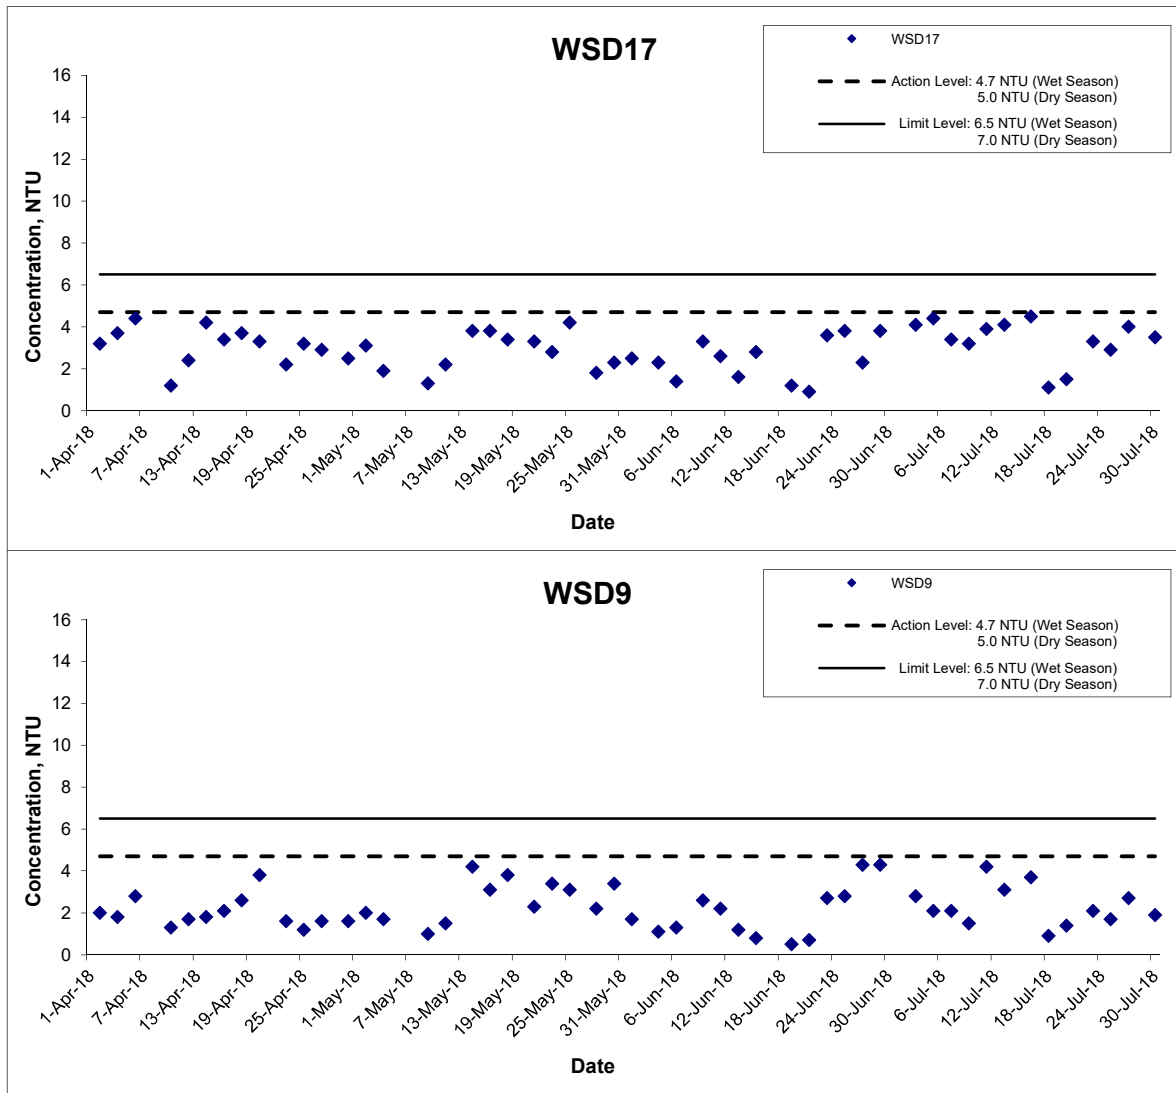 WSD17
WSD17
Action Level: 4.7 NTU (Wet Season)
5.0 NTU (Dry Season)
Limit Level: 6.5 NTU (Wet Season)
7.0 NTU (Dry Season)
Concentration, NTU
16
14
12
10
8
6
4
2
0
1-Apr-18
7-Apr-18
13-Apr-18
19-Apr-18
25-Apr-18
1-May-18
7-May-18
13-May-18
19-May-18
25-May-18
31-May-18
6-Jun-18
12-Jun-18
18-Jun-18
24-Jun-18
30-Jun-18
6-Jul-18
12-Jul-18
18-Jul-18
24-Jul-18
30-Jul-18
Date
WSD9
WSD9
Action Level: 4.7 NTU (Wet Season)
5.0 NTU (Dry Season)
Limit Level: 6.5 NTU (Wet Season)
7.0 NTU (Dry Season)
Concentration, NTU
16
14
12
10
8
6
4
2
0
1-Apr-18
7-Apr-18
13-Apr-18
19-Apr-18
25-Apr-18
1-May-18
7-May-18
13-May-18
19-May-18
25-May-18
31-May-18
6-Jun-18
12-Jun-18
18-Jun-18
24-Jun-18
30-Jun-18
6-Jul-18
12-Jul-18
18-Jul-18
24-Jul-18
30-Jul-18
Date